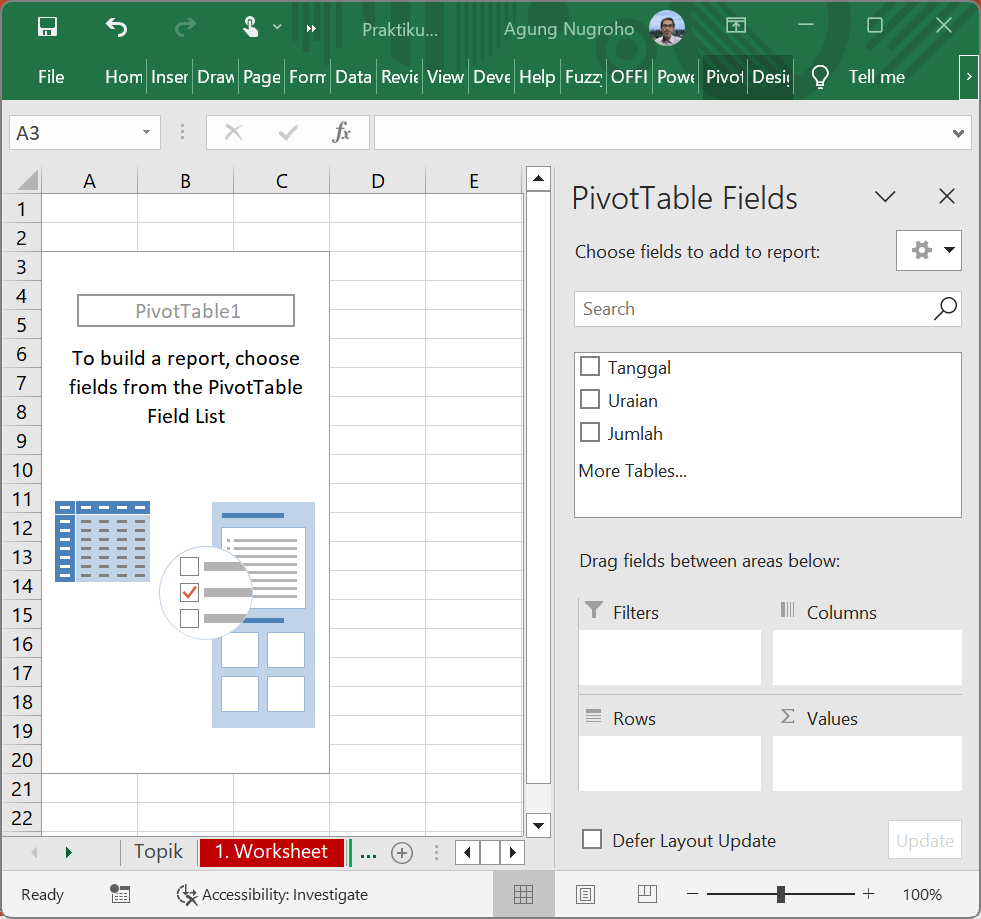 Praktiku... Agung Nugroho
File Hom Inser Draw Page Form Data Revie View Deve Help Fuzzy OFFI Powe Pivot Desig Tell me
A3 fx
A B C D E
1
2
3
4
5
6
7
8
9
10
11
12
13
14
15
16
17
18
19
20
21
22
PivotTable1
To build a report, choose
fields from the PivotTable
Field List
PivotTable Fields
Choose fields to add to report:
Search
Tanggal
Uraian
Jumlah
More Tables...
Drag fields between areas below:
Filters Columns
Rows Σ Values
Defer Layout Update Update
Topik 1. Worksheet ...
Ready Accessibility: Investigate 100%